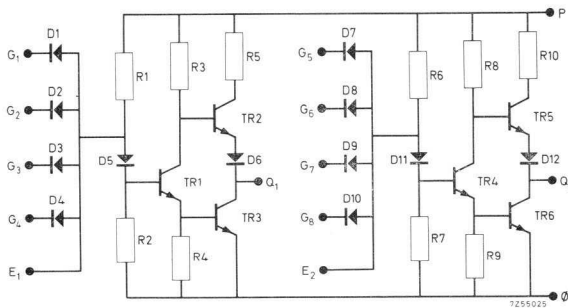 P
D1
G1
R1
R3
R5
D2
G2
TR2
D3
G3
D5
D6
TR1
Q1
D4
G4
R2
TR3
R4
E1
D7
G5
R6
R8
R10
D8
G6
TR5
D9
G7
D11
D12
TR4
Q
D10
G8
R7
TR6
R9
E2
Ø
7Z55025